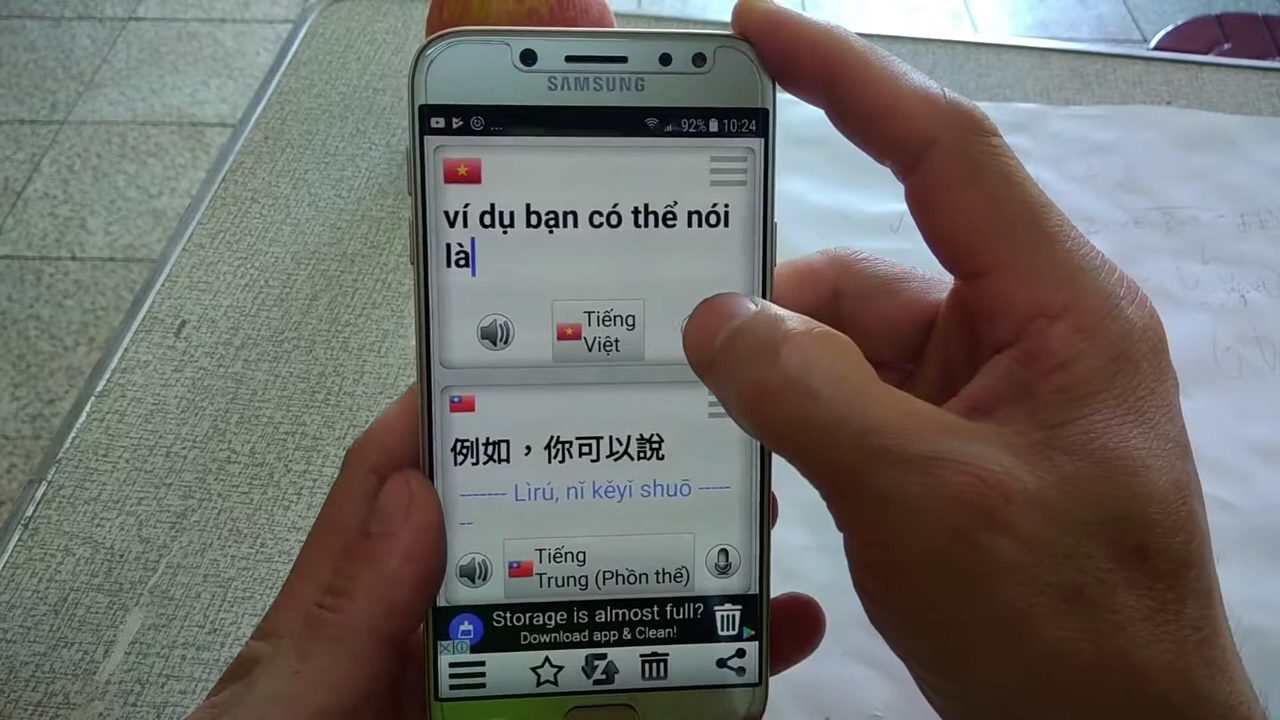 SAMSUNG
... 92% 10:24
ví dụ bạn có thể nói
là
Tiếng
Việt
例如，你可以說
------- Lìrú, nǐ kěyǐ shuō -----
--
Tiếng
Trung (Phồn thể)
Storage is almost full?
Download app & Clean!